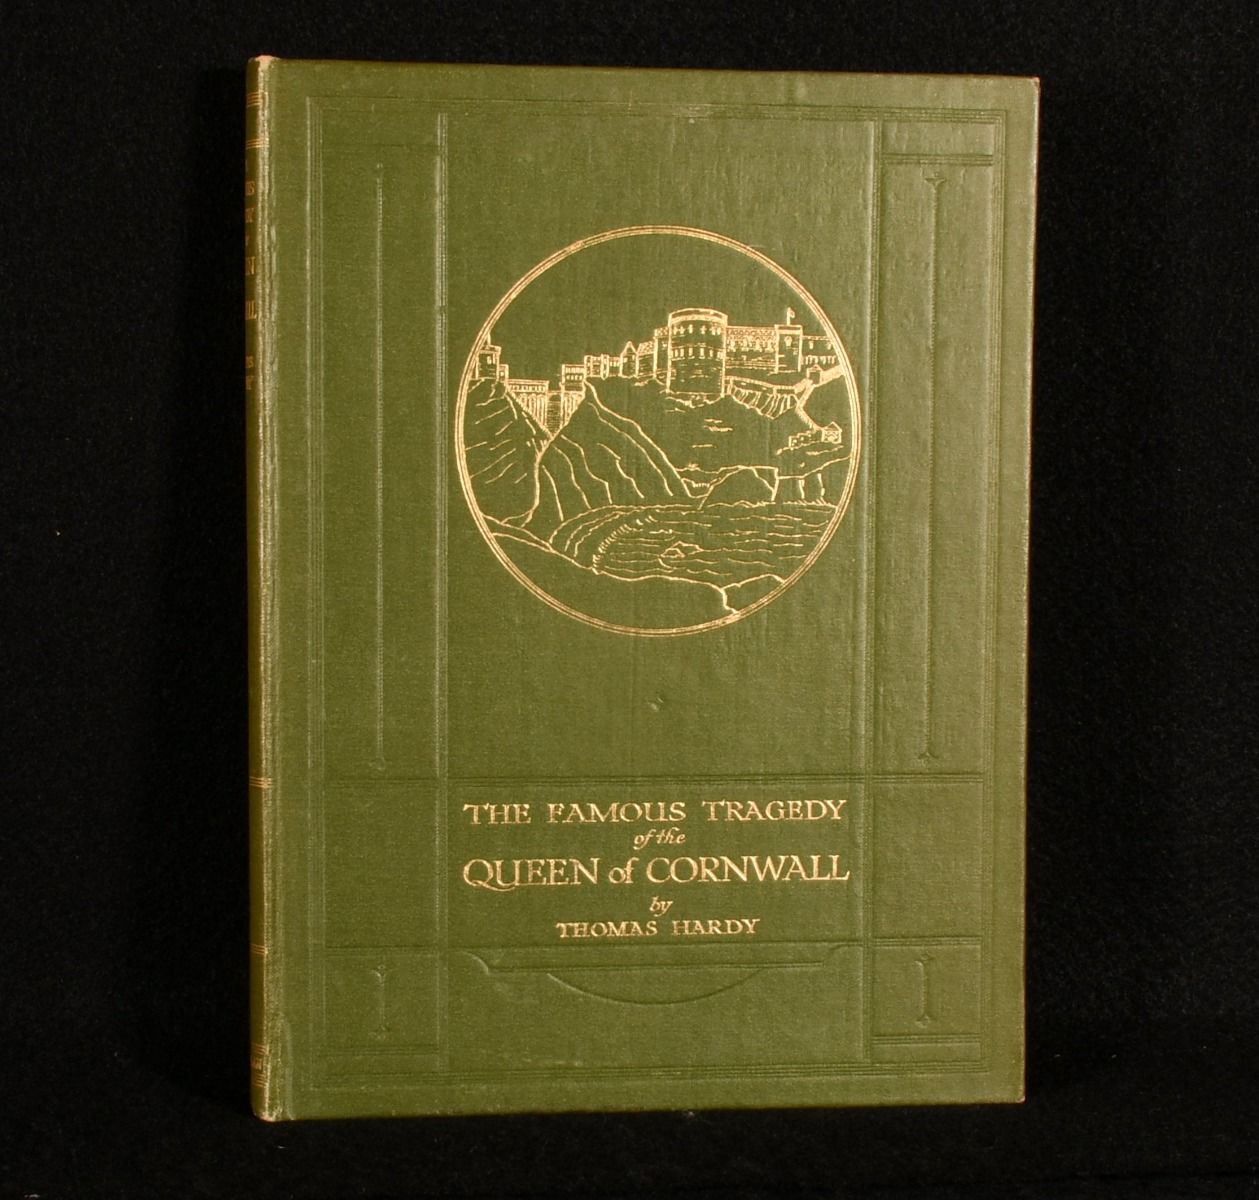 THE FAMOUS TRAGEDY
of the
QUEEN of CORNWALL
by
THOMAS HARDY